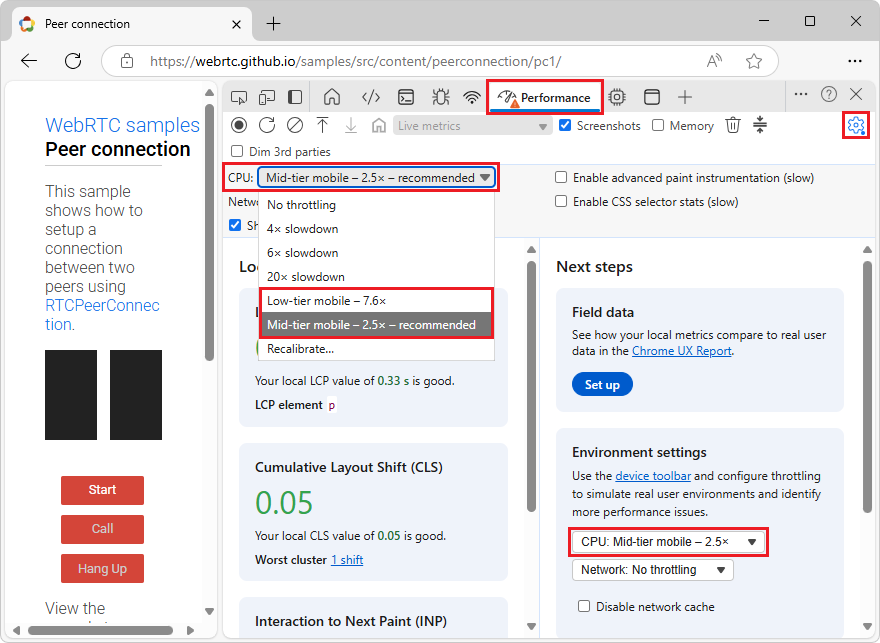 Peer connection
https://webrtc.github.io/samples/src/content/peerconnection/pc1/
Performance
Live metrics
Screenshots
Memory
Dim 3rd parties
CPU: Mid-tier mobile – 2.5× – recommended
No throttling
4× slowdown
6× slowdown
20× slowdown
Low-tier mobile – 7.6×
Mid-tier mobile – 2.5× – recommended
Recalibrate...
Enable advanced paint instrumentation (slow)
Enable CSS selector stats (slow)
WebRTC samples
Peer connection
This sample
shows how to
setup a
connection
between two
peers using
RTCPeerConnec
tion.
Start
Call
Hang Up
View the
Your local LCP value of 0.33 s is good.
LCP element p
Cumulative Layout Shift (CLS)
0.05
Your local CLS value of 0.05 is good.
Worst cluster 1 shift
Interaction to Next Paint (INP)
Next steps
Field data
See how your local metrics compare to real user
data in the Chrome UX Report.
Set up
Environment settings
Use the device toolbar and configure throttling
to simulate real user environments and identify
more performance issues.
CPU: Mid-tier mobile – 2.5×
Network: No throttling
Disable network cache